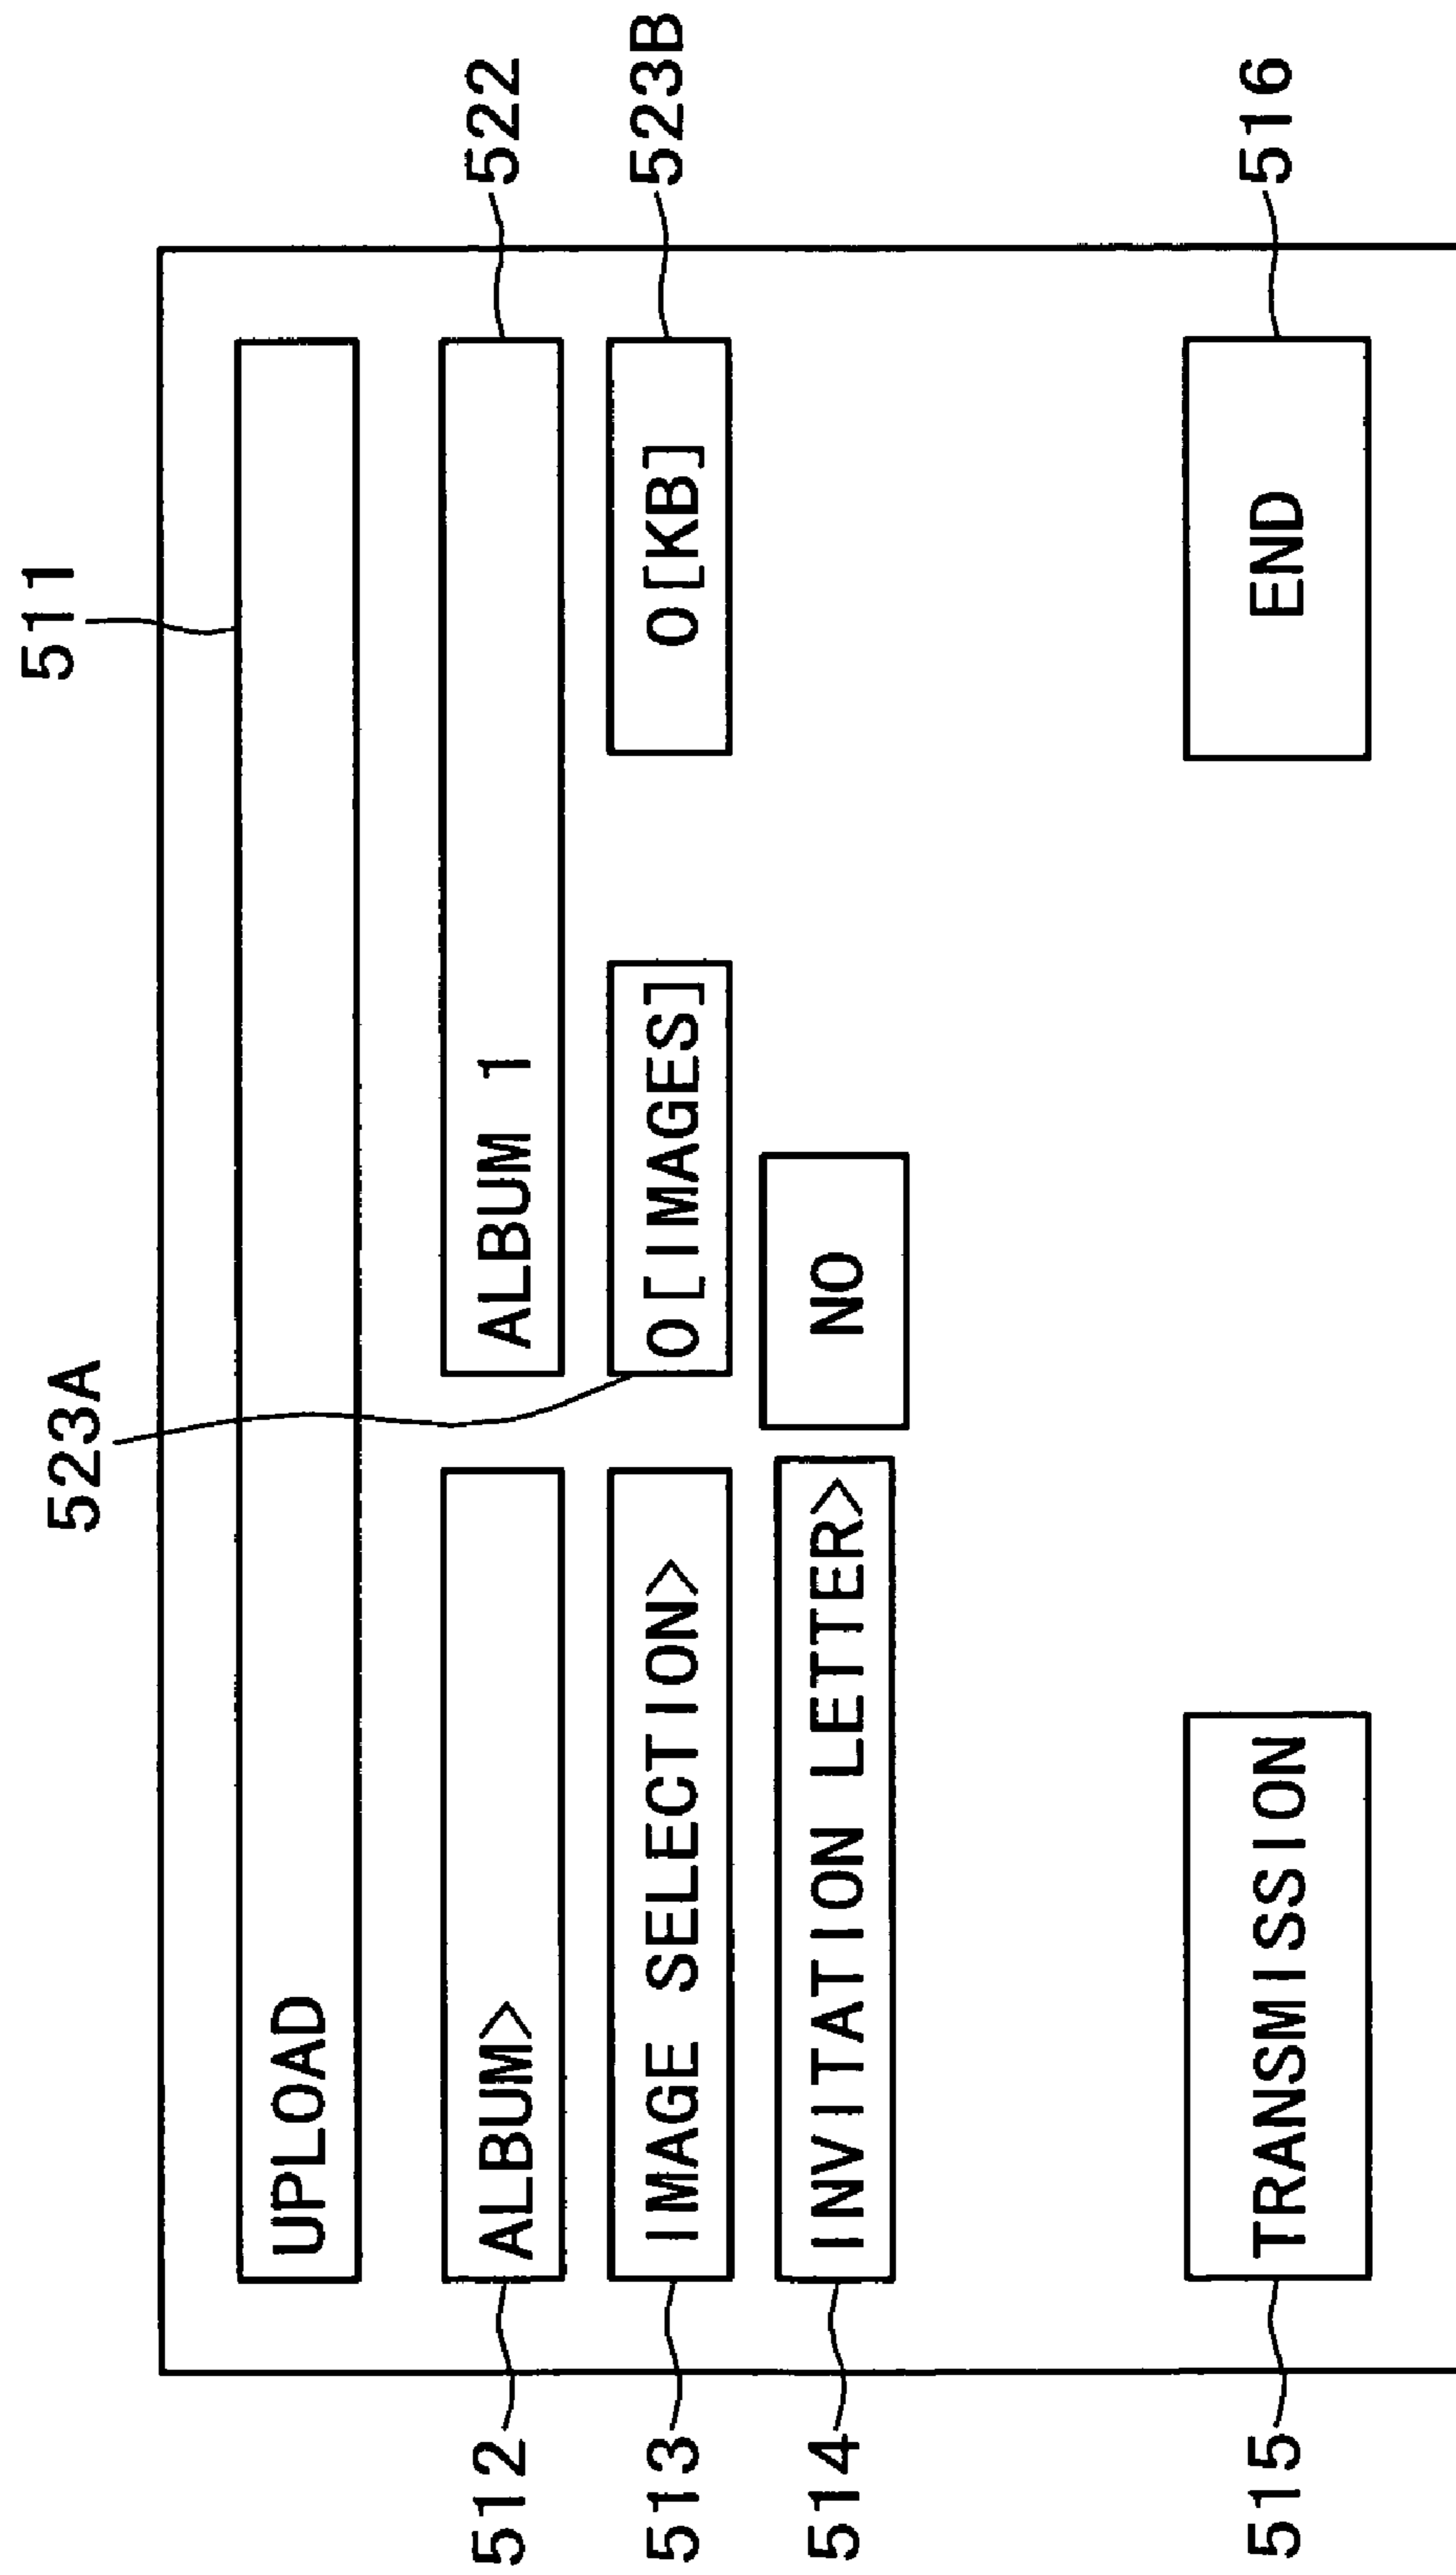 511
523A
UPLOAD
512 ALBUM> ALBUM 1 522
513 IMAGE SELECTION> 0[IMAGES] 0[KB] 523B
514 INVITATION LETTER> NO
515 TRANSMISSION END 516